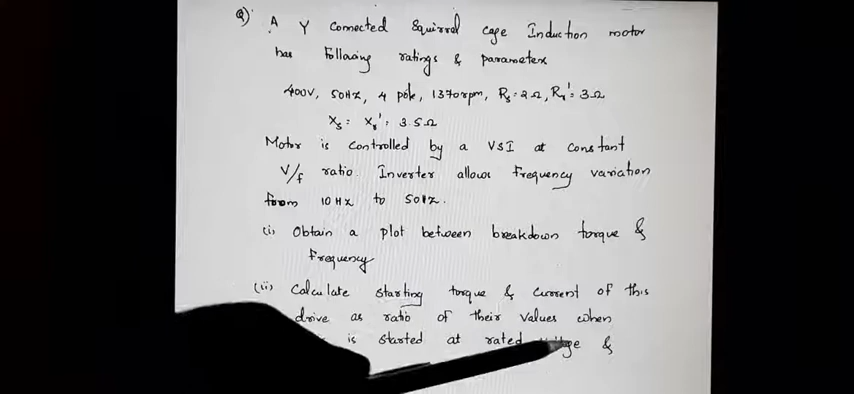 Q) A Y connected Squirrel cage Induction motor
has following ratings & parameters
400V, 50Hz, 4 pole, 1370rpm, Rs = 2Ω, Rr' = 3Ω
Xs = Xr' = 3.5Ω
Motor is controlled by a VSI at constant
V/f ratio. Inverter allows frequency variation
from 10Hz to 50Hz.
(i) Obtain a plot between breakdown torque &
frequency
(ii) Calculate starting torque & current of this
drive as ratio of their values when
is started at rated &